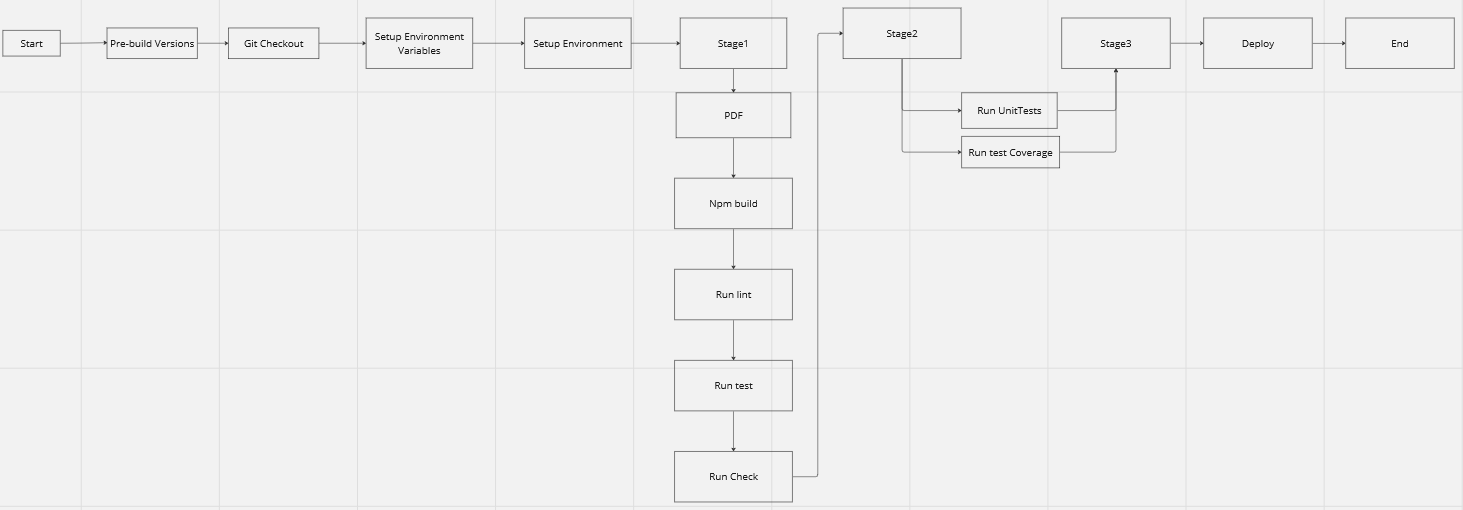 Start
Pre-build Versions
Git Checkout
Setup Environment
Variables
Setup Environment
Stage1
PDF
Npm build
Run lint
Run test
Run Check
Stage2
Run UnitTests
Run test Coverage
Stage3
Deploy
End